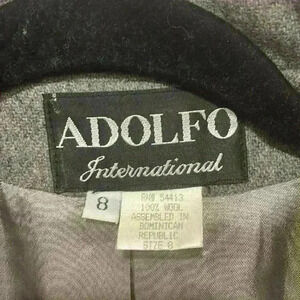 ADOLFO
International
8
RN# 54413
100% WOOL
ASSEMBLED IN
DOMINICAN
REPUBLIC
SIZE 8